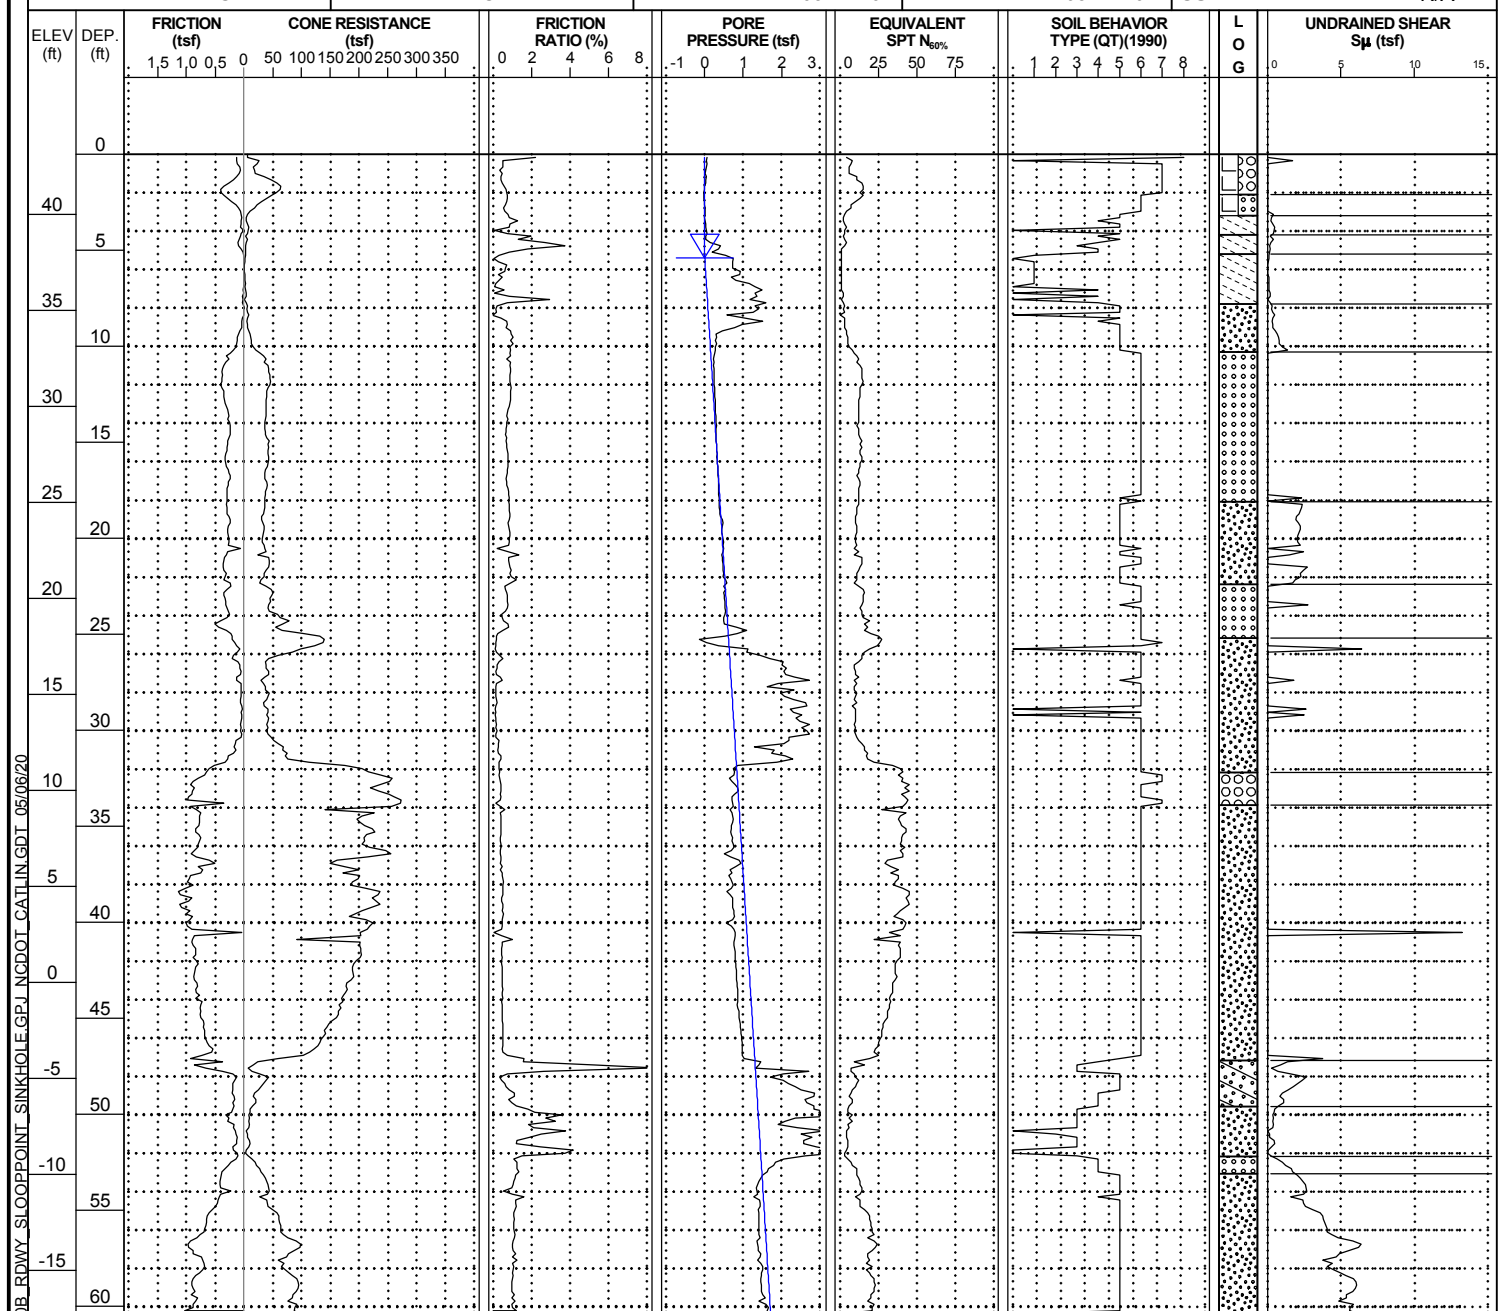 ELEV (ft)
DEP. (ft)
FRICTION (tsf)
CONE RESISTANCE (tsf)
FRICTION RATIO (%)
PORE PRESSURE (tsf)
EQUIVALENT SPT N60%
SOIL BEHAVIOR TYPE (QT)(1990)
L O G
UNDRAINED SHEAR Sµ (tsf)
1.5 1.0 0.5 0 50 100 150 200 250 300 350
0 2 4 6 8
-1 0 1 2 3
0 25 50 75
1 2 3 4 5 6 7 8
0 5 10 15
0
40
5
35
10
30
15
25
20
20
25
15
30
10
35
5
40
0
45
-5
50
-10
55
-15
60
RDWY_SLOOPPOINT_SINKHOLE.GPJ NCDOT_CATLIN.GDT 05/06/20